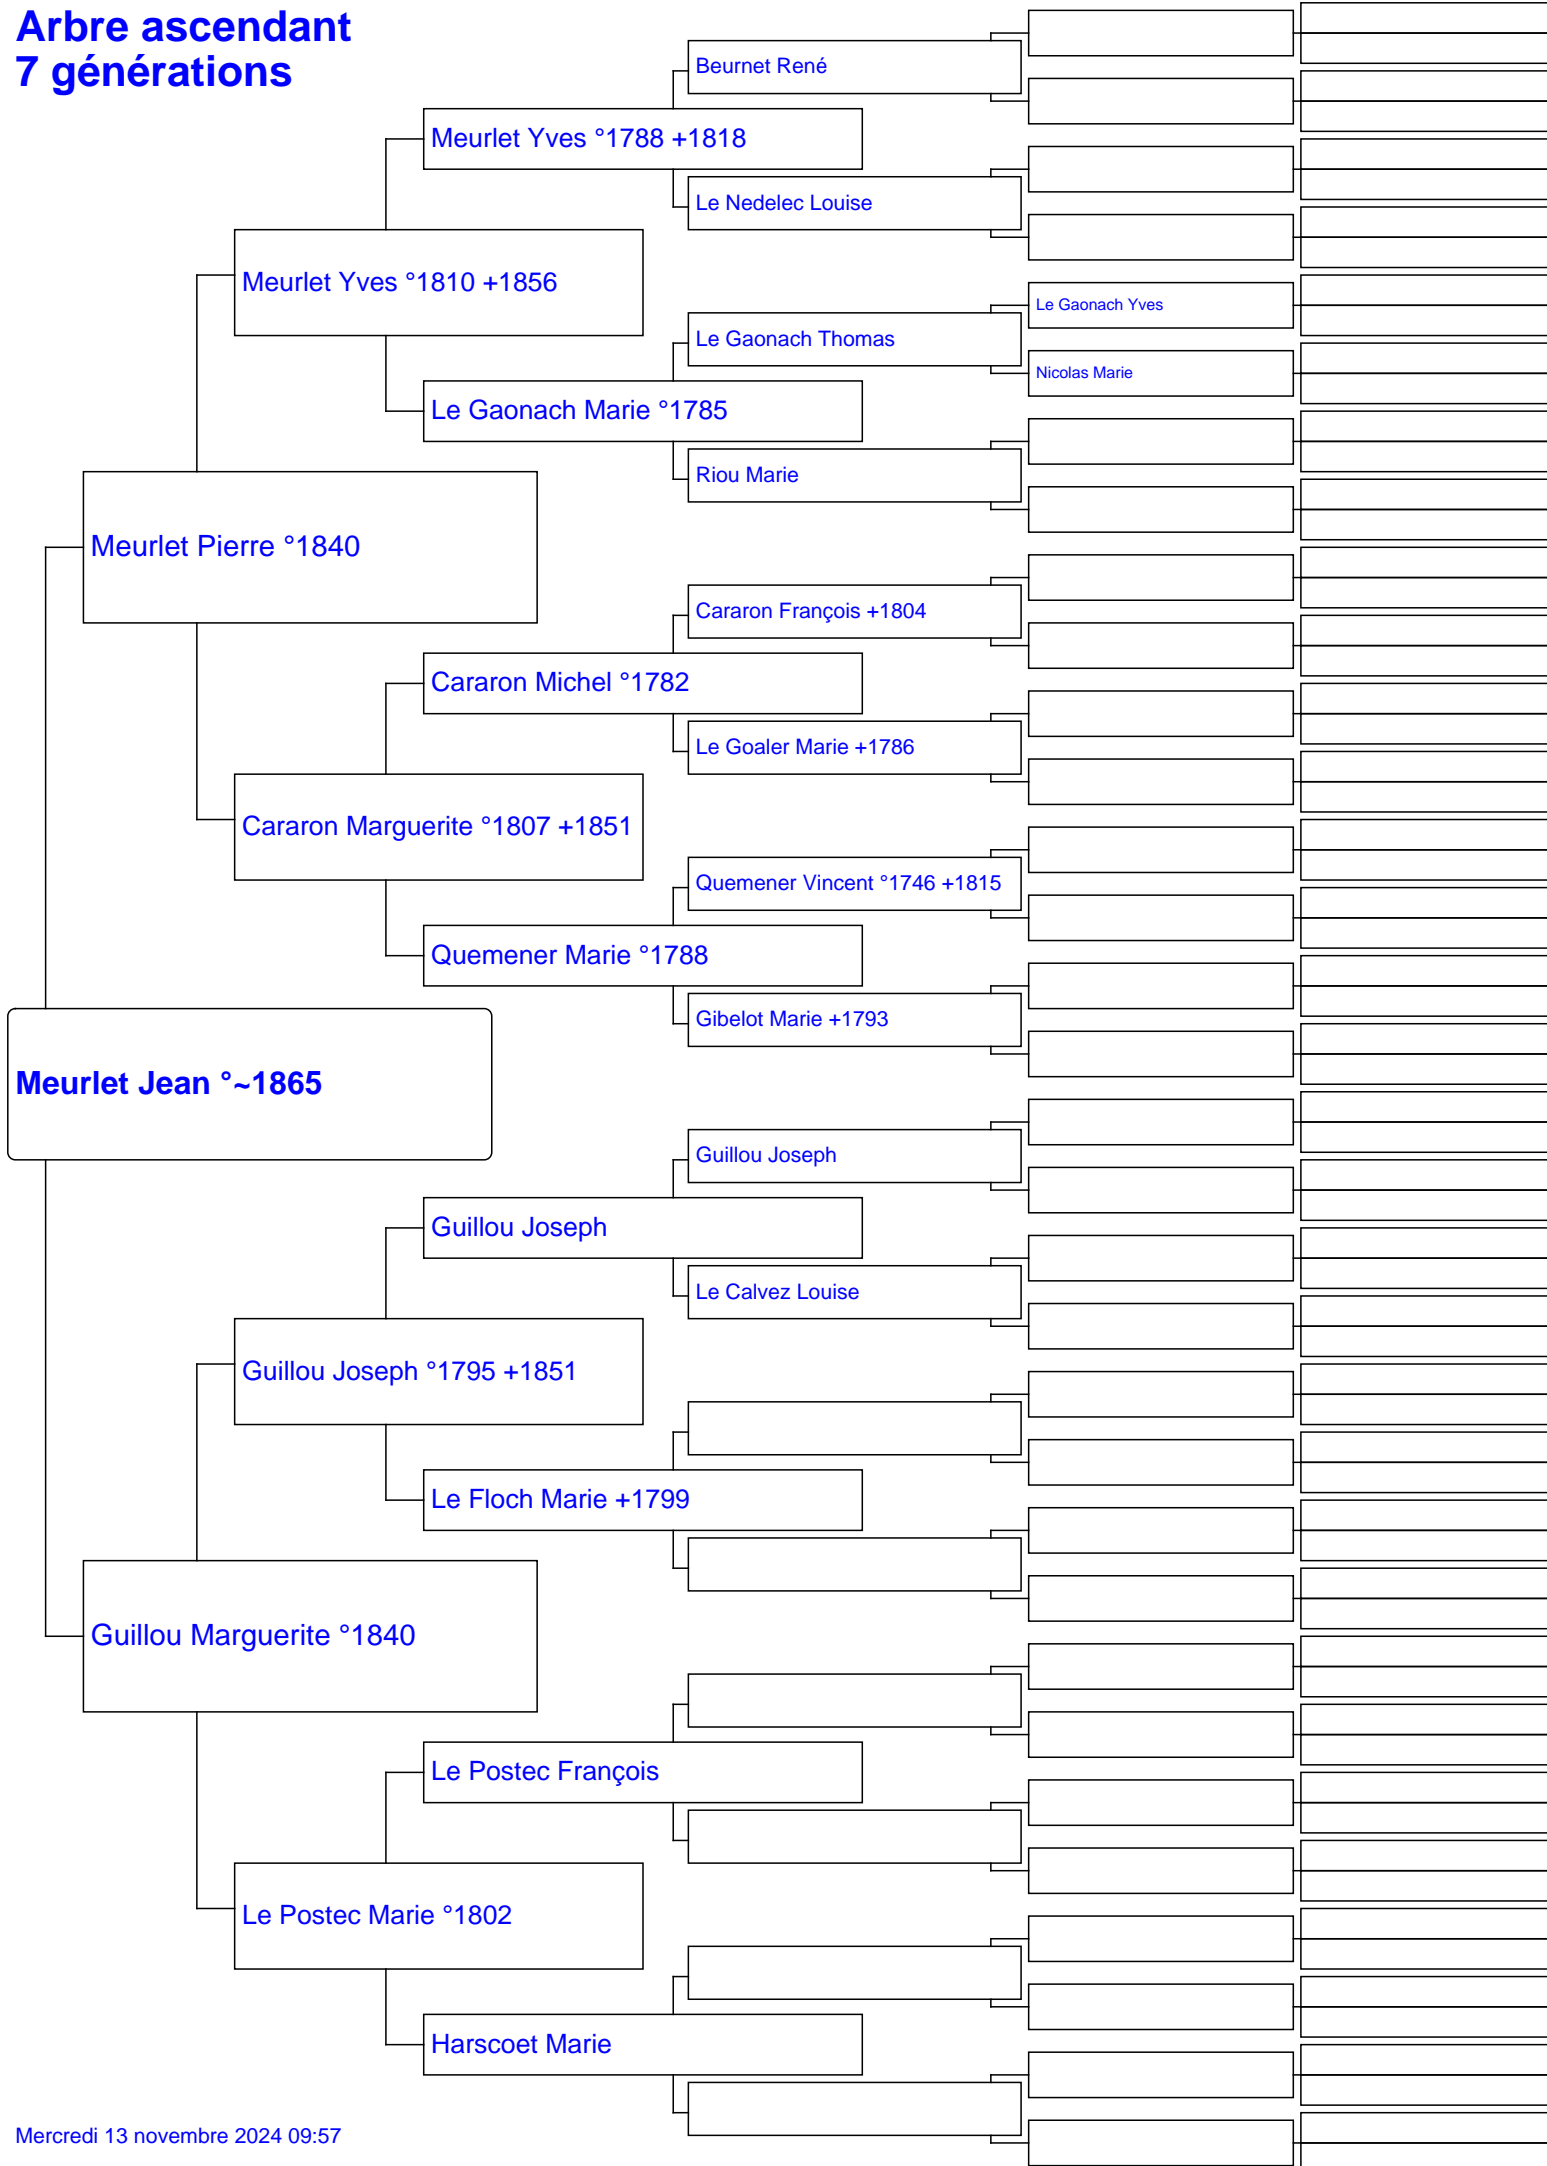 Arbre ascendant
7 générations
Beurnet René
Meurlet Yves °1788 +1818
Le Nedelec Louise
Meurlet Yves °1810 +1856
Le Gaonach Yves
Le Gaonach Thomas
Nicolas Marie
Le Gaonach Marie °1785
Riou Marie
Meurlet Pierre °1840
Cararon François +1804
Cararon Michel °1782
Le Goaler Marie +1786
Cararon Marguerite °1807 +1851
Quemener Vincent °1746 +1815
Quemener Marie °1788
Gibelot Marie +1793
Meurlet Jean °~1865
Guillou Joseph
Guillou Joseph
Le Calvez Louise
Guillou Joseph °1795 +1851
Le Floch Marie +1799
Guillou Marguerite °1840
Le Postec François
Le Postec Marie °1802
Harscoet Marie
Mercredi 13 novembre 2024 09:57